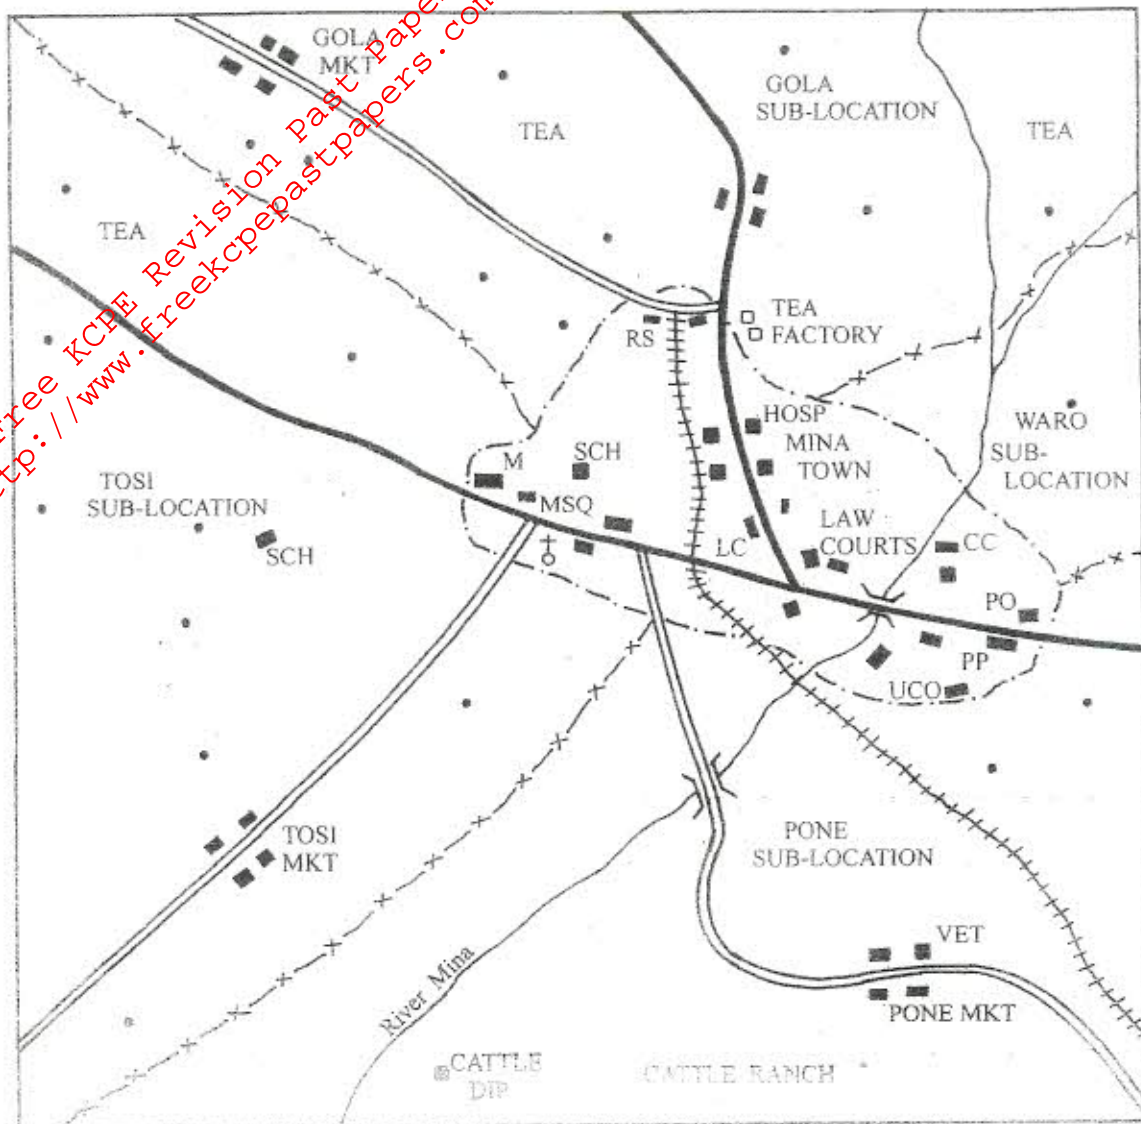 Free KCPE Revision Past Papers
http://www.freekcpepastpapers.com
GOLA
MKT
TEA
GOLA
SUB-LOCATION
TEA
TEA
RS
TEA
FACTORY
HOSP
MINA
TOWN
WARO
SUB-
LOCATION
TOSI
SUB-LOCATION
SCH
M
SCH
MSQ
LC
LAW
COURTS
CC
PO
PP
UCO
TOSI
MKT
PONE
SUB-LOCATION
River Mina
VET
PONE MKT
CATTLE
DIP
CATTLE RANCH